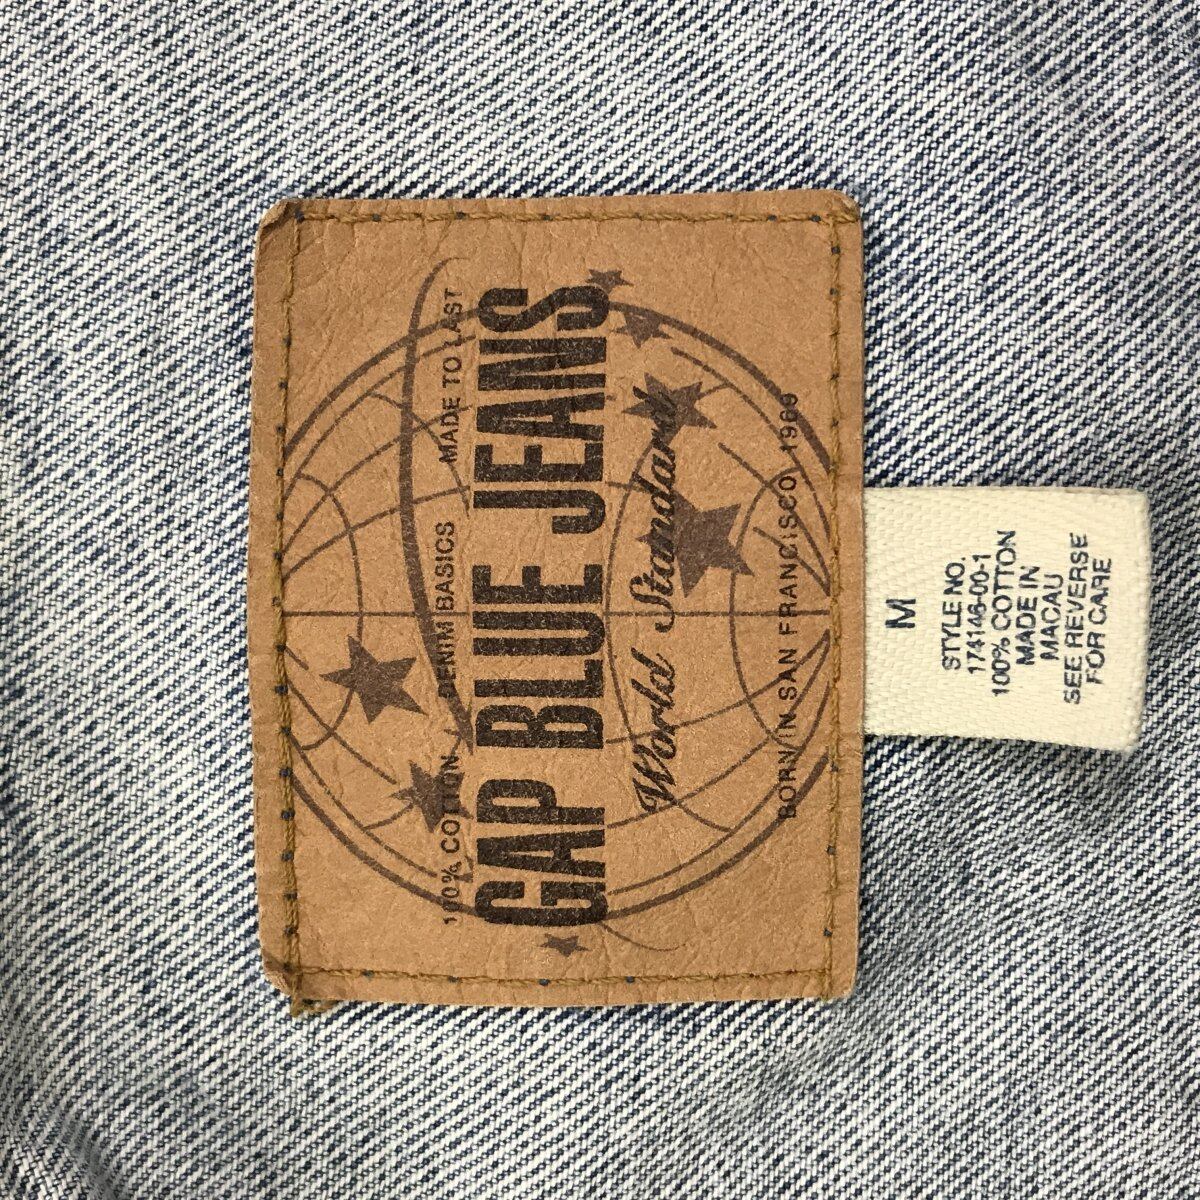 100% COTTON DENIM BASICS MADE TO LAST
GAP BLUE JEANS
World Standard
BORN IN SAN FRANCISCO, 1969
M
STYLE NO.
174146-00-1
100% COTTON
MADE IN
MACAU
SEE REVERSE
FOR CARE